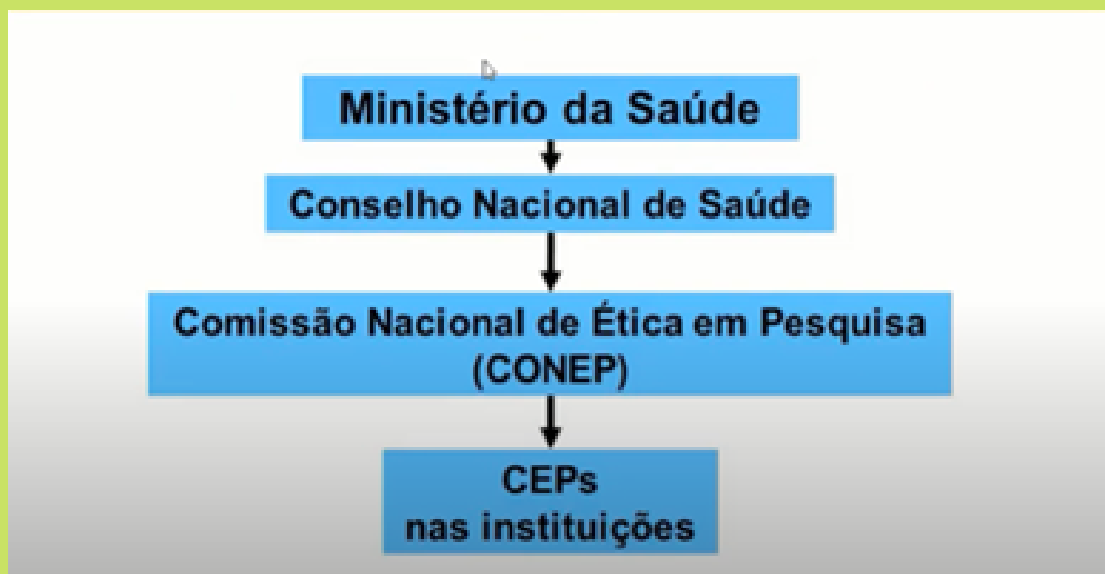 Ministério da Saúde
Conselho Nacional de Saúde
Comissão Nacional de Ética em Pesquisa
(CONEP)
CEPs
nas instituições